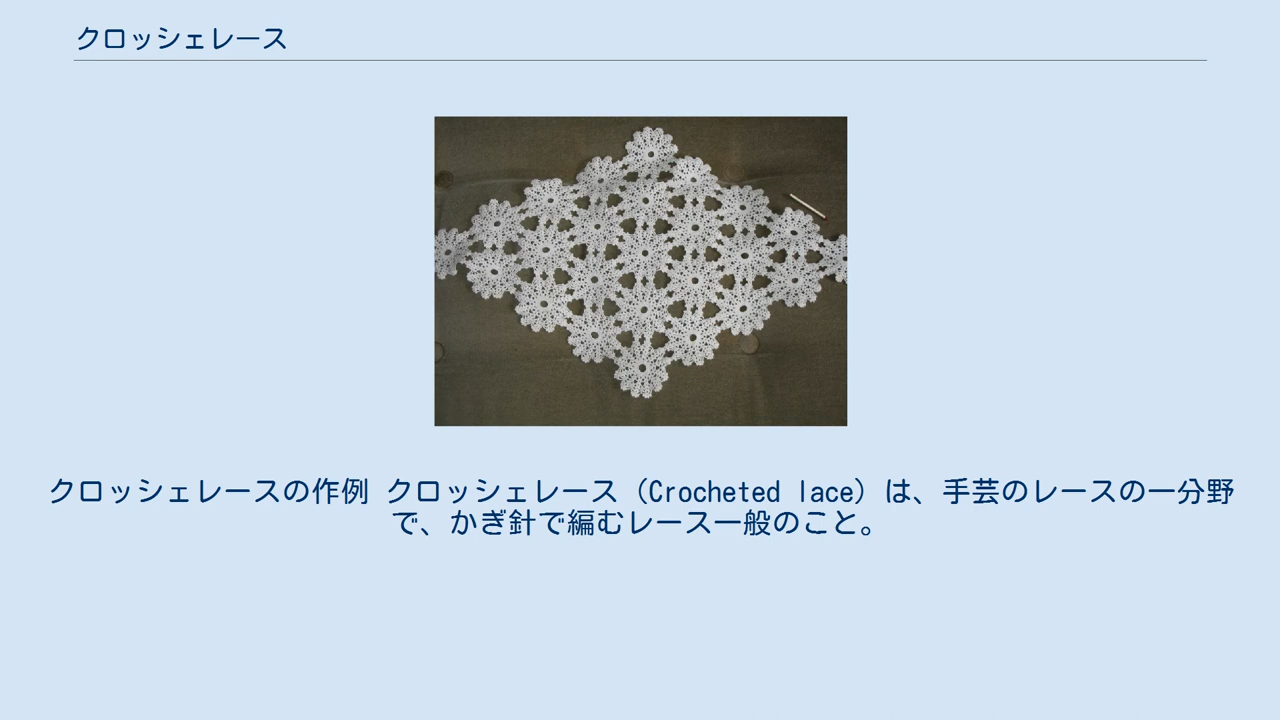 クロッシェレース
クロッシェレースの作例 クロッシェレース（Crocheted lace）は、手芸のレースの一分野
で、かぎ針で編むレース一般のこと。